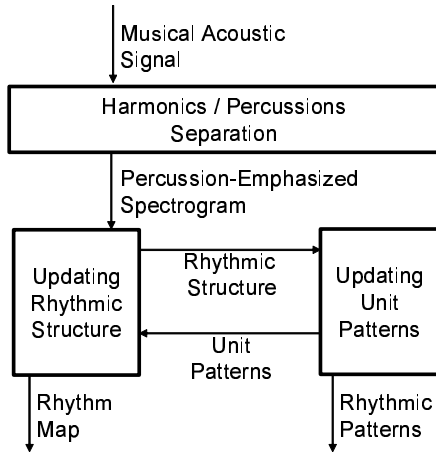 Musical Acoustic
Signal
Harmonics / Percussions
Separation
Percussion-Emphasized
Spectrogram
Updating
Rhythmic
Structure
Rhythmic
Structure
Unit
Patterns
Updating
Unit
Patterns
Rhythm
Map
Rhythmic
Patterns